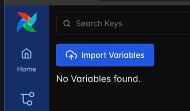 Search Keys
Import Variables
Home
No Variables found.